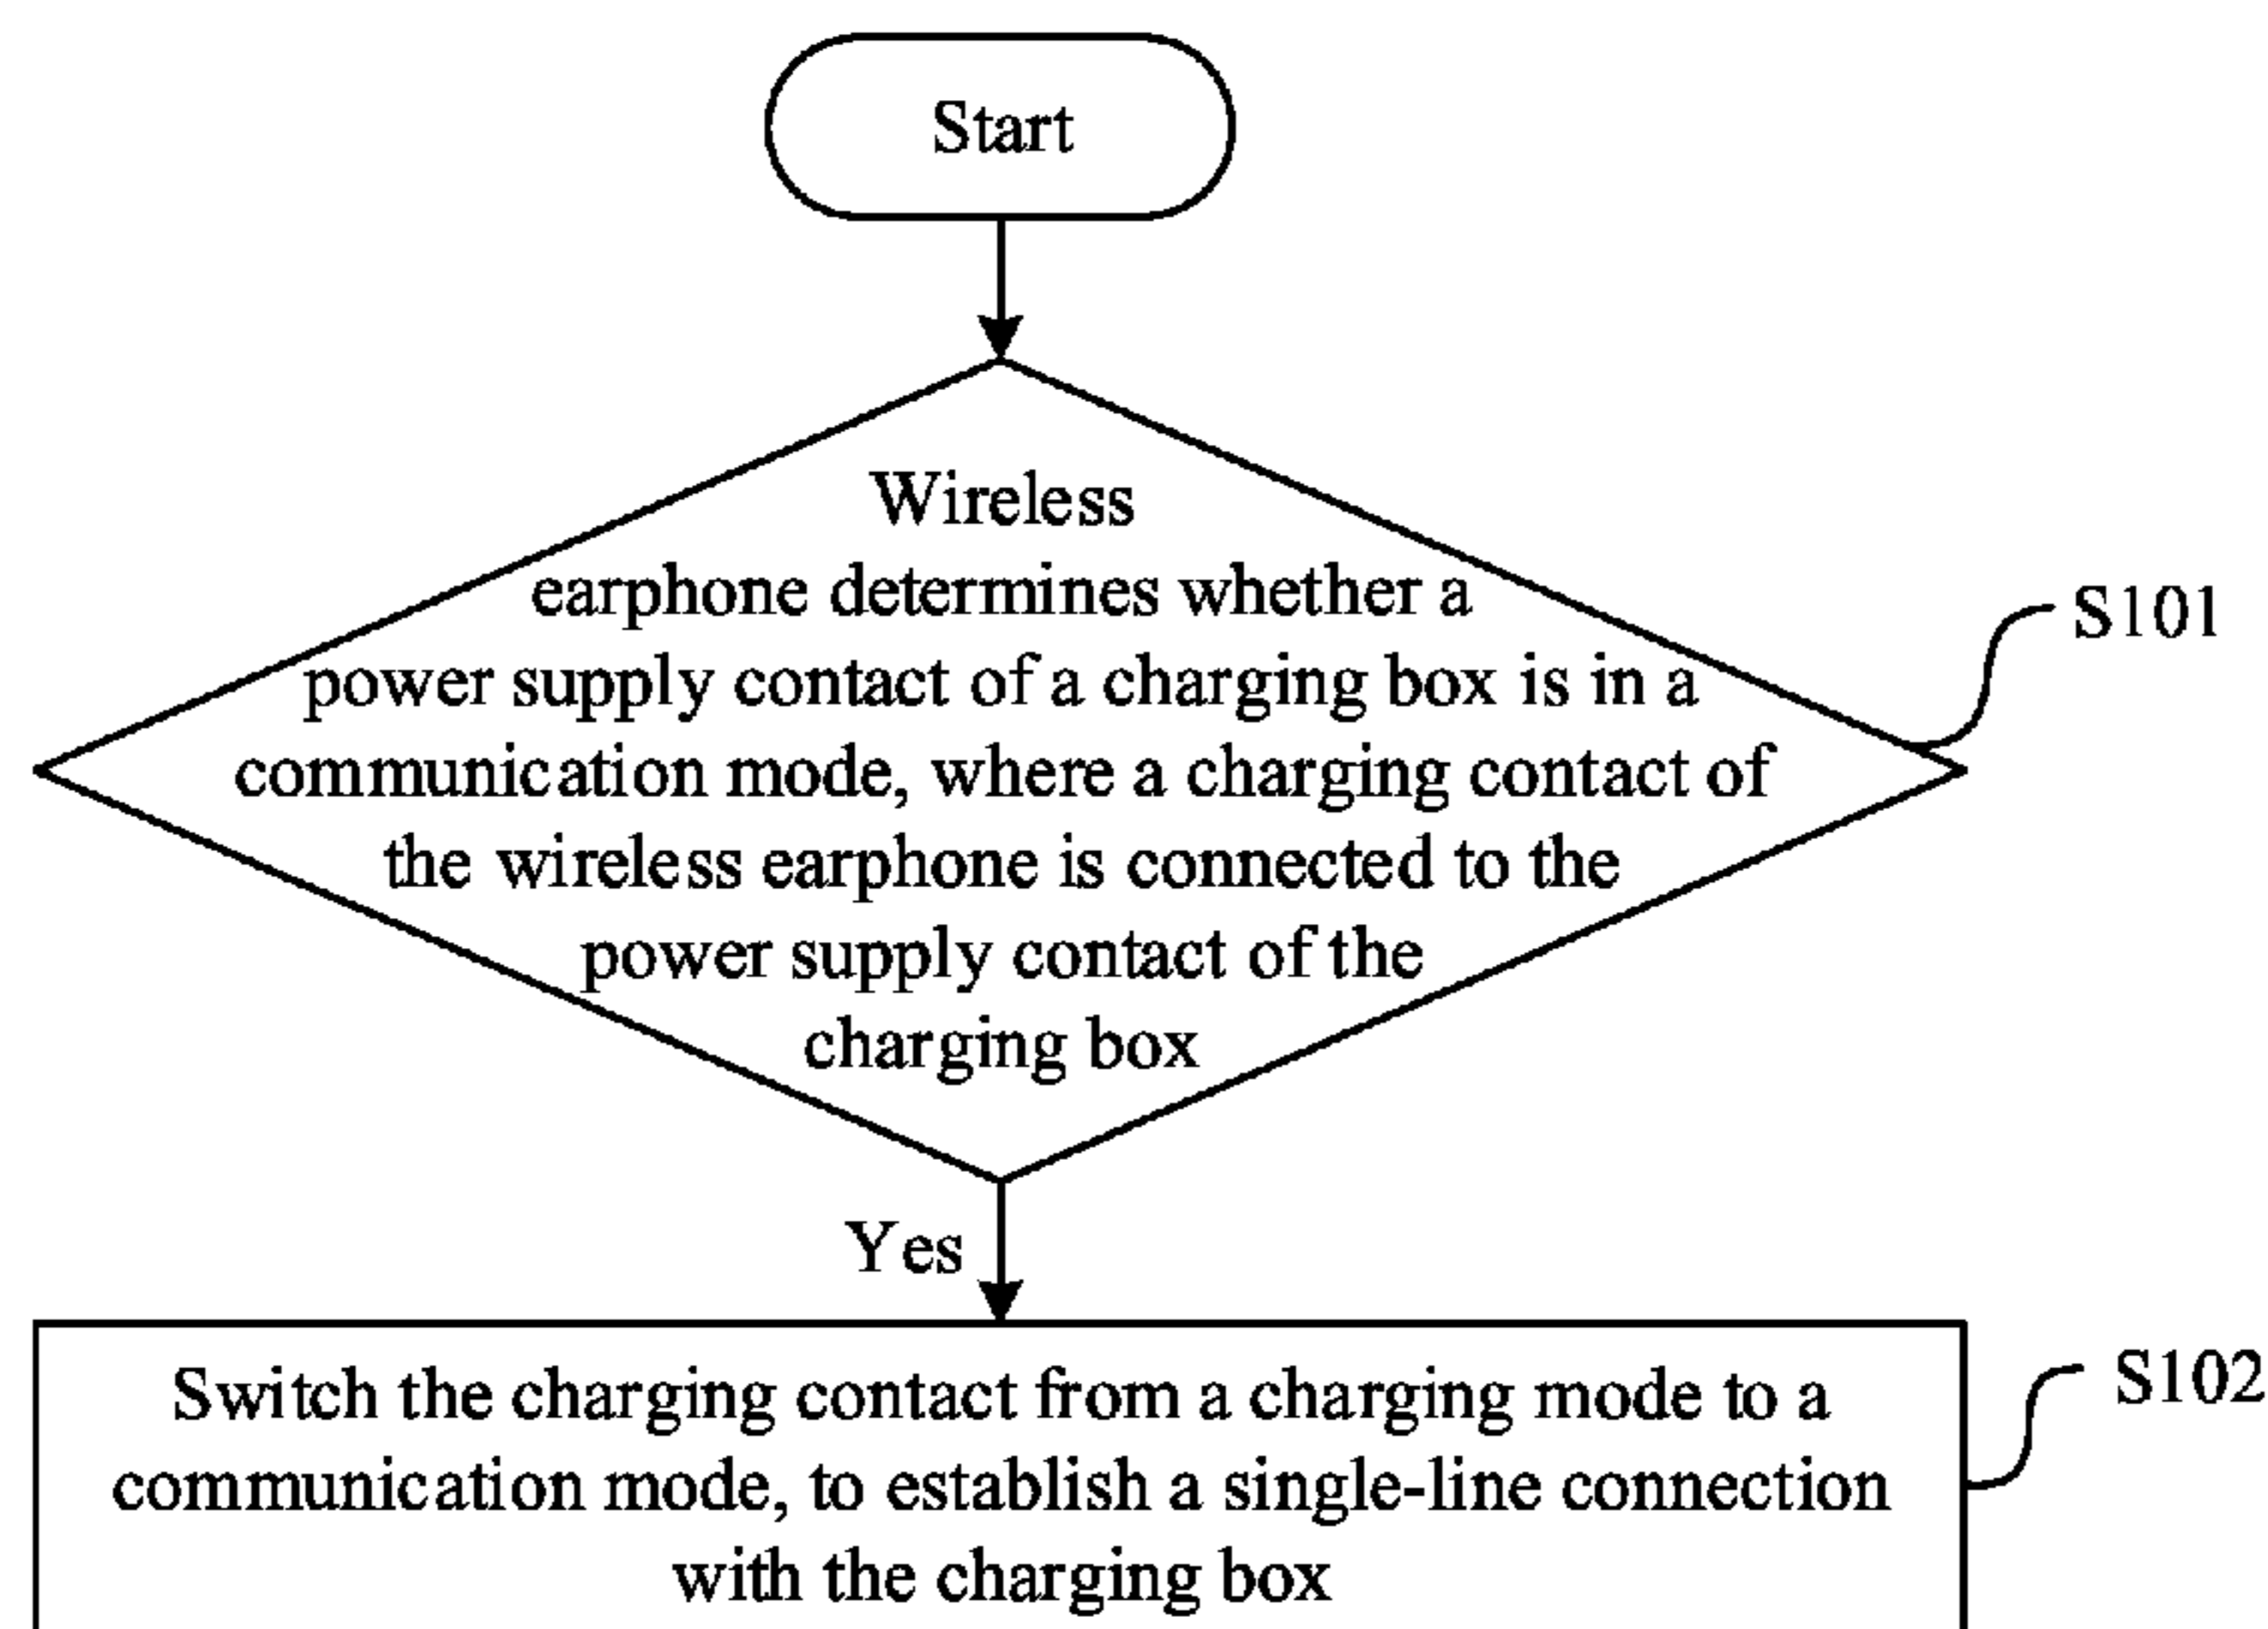 Start
Wireless
earphone determines whether a
power supply contact of a charging box is in a
communication mode, where a charging contact of
the wireless earphone is connected to the
power supply contact of the
charging box
S101
Yes
Switch the charging contact from a charging mode to a
communication mode, to establish a single-line connection
with the charging box
S102